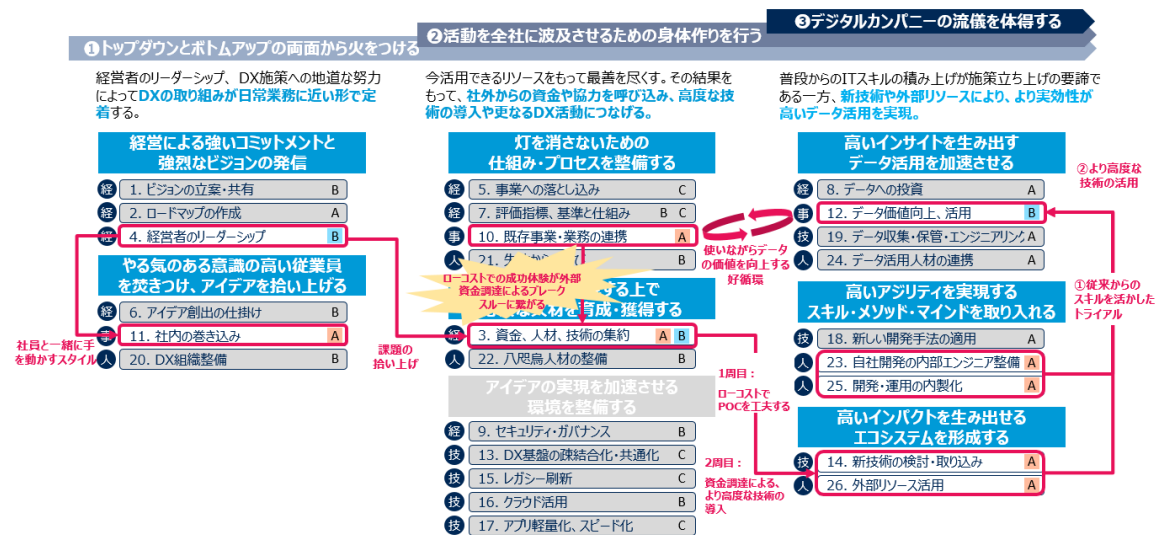 ❶トップダウンとボトムアップの両面から火をつける
経営者のリーダーシップ、DX施策への地道な努力
によってDXの取り組みが日常業務に近い形で定
着する。
経営による強いコミットメントと
強烈なビジョンの発信
経 1. ビジョンの立案・共有 B
経 2. ロードマップの作成 A
経 4. 経営者のリーダーシップ B
やる気のある意識の高い従業員
を焚きつけ、アイデアを拾い上げる
経 6. アイデア創出の仕掛け B
事 11. 社内の巻き込み A
人 20. DX組織整備 B
社員と一緒に手
を動かすスタイル
課題の
拾い上げ
❷活動を全社に波及させるための身体作りを行う
今活用できるリソースをもって最善を尽くす。その結果を
もって、社外からの資金や協力を呼び込み、高度な技
術の導入や更なるDX活動につなげる。
灯を消さないための
仕組み・プロセスを整備する
経 5. 事業への落とし込み C
経 7. 評価指標、基準と仕組み B C
事 10. 既存事業・業務の連携 A
人 21. B
ローコストでの成功体験が外部
資金調達によるブレーク
スルーに繋がる
する上で
人材を育成・獲得する
経 3. 資金、人材、技術の集約 A B
人 22. 八咫烏人材の整備 B
アイデアの実現を加速させる
環境を整備する
経 9. セキュリティ・ガバナンス B
技 13. DX基盤の疎結合化・共通化 C
技 15. レガシー刷新 C
技 16. クラウド活用 B
技 17. アプリ軽量化、スピード化 C
使いながらデータ
の価値を向上する
好循環
1周目：
ローコストで
POCを工夫する
2周目：
資金調達による、
より高度な技術の
導入
❸デジタルカンパニーの流儀を体得する
普段からのITスキルの積み上げが施策立ち上げの要諦で
ある一方、新技術や外部リソースにより、より実効性が
高いデータ活用を実現。
高いインサイトを生み出す
データ活用を加速させる
経 8. データへの投資 A
事 12. データ価値向上、活用 B
技 19. データ収集・保管・エンジニアリング A
人 24. データ活用人材の連携 A
高いアジリティを実現する
スキル・メソッド・マインドを取り入れる
技 18. 新しい開発手法の適用 A
人 23. 自社開発の内部エンジニア整備 A
人 25. 開発・運用の内製化 A
高いインパクトを生み出せる
エコシステムを形成する
技 14. 新技術の検討・取り込み A
人 26. 外部リソース活用 A
②より高度な
技術の活用
①従来からの
スキルを活かした
トライアル